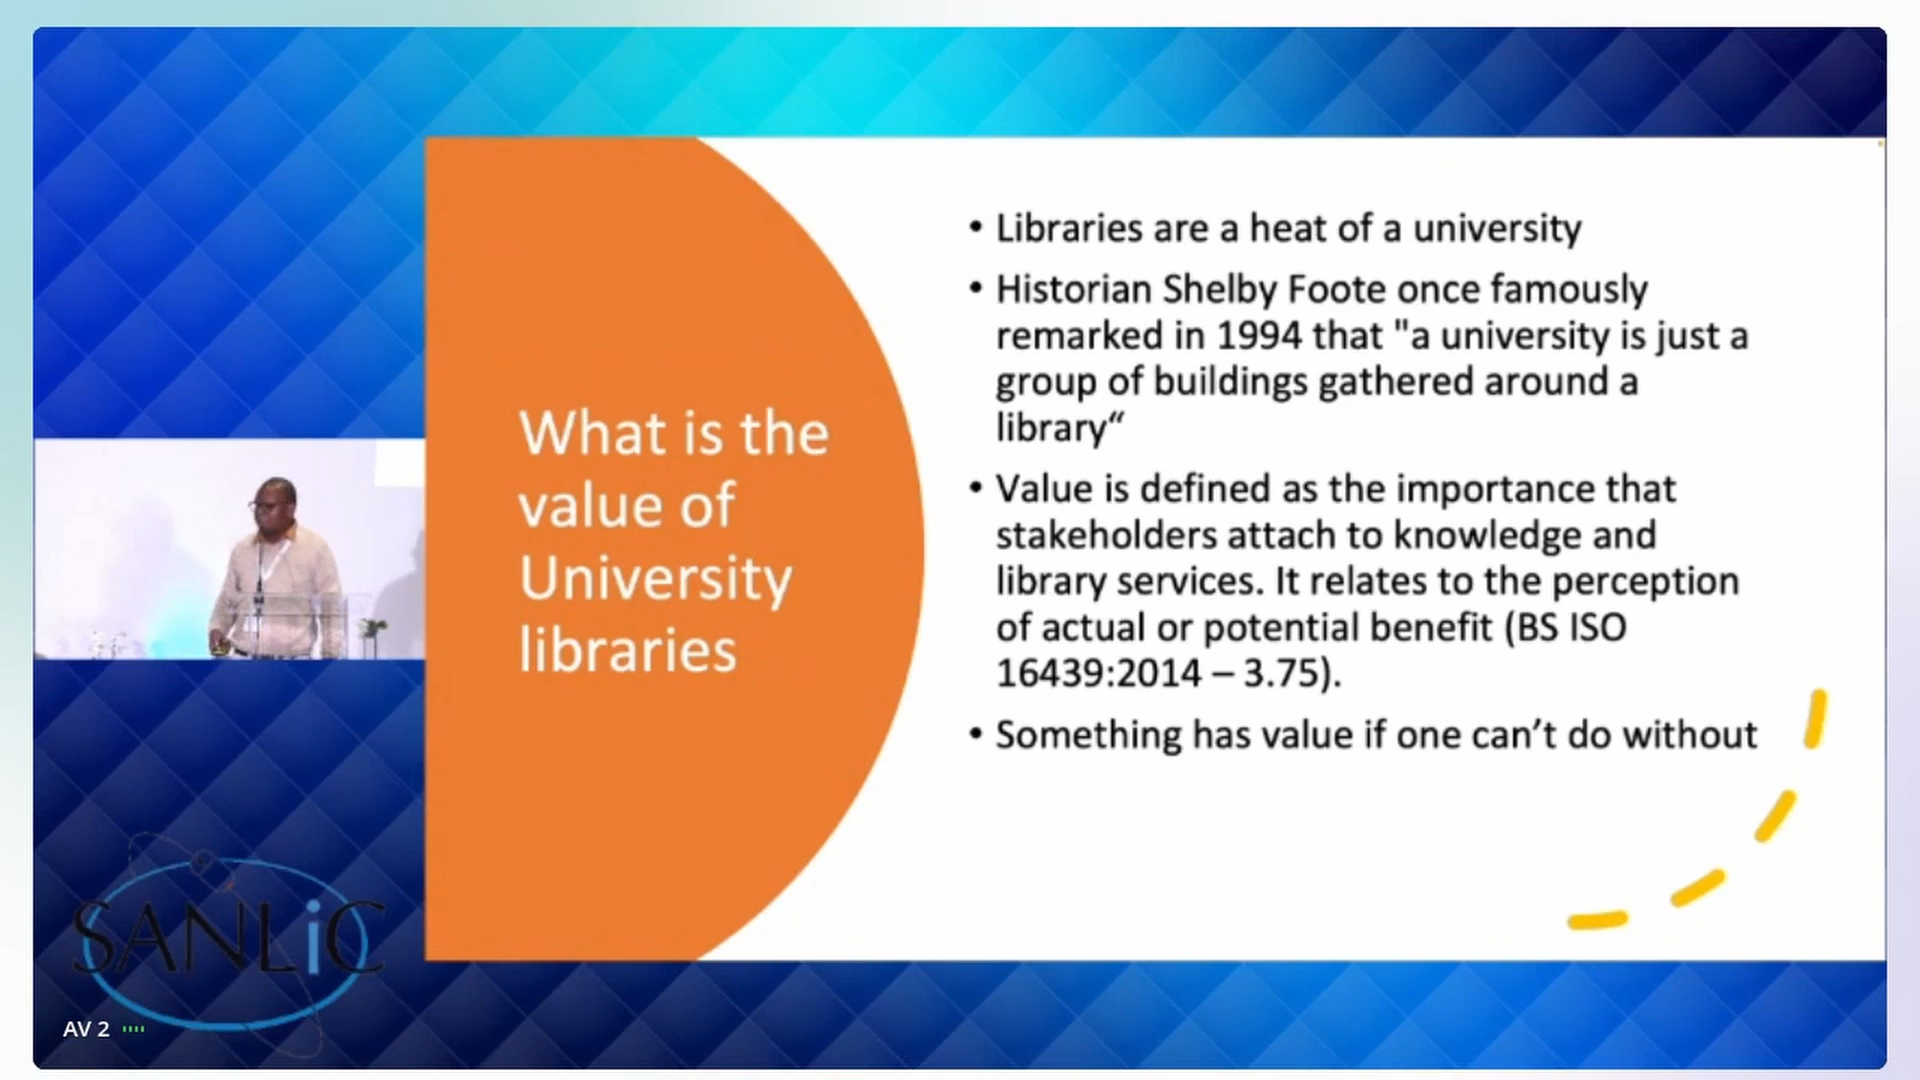 What is the
value of
University
libraries
• Libraries are a heat of a university
• Historian Shelby Foote once famously
remarked in 1994 that "a university is just a
group of buildings gathered around a
library“
• Value is defined as the importance that
stakeholders attach to knowledge and
library services. It relates to the perception
of actual or potential benefit (BS ISO
16439:2014 – 3.75).
• Something has value if one can’t do without
SANLiC
AV 2